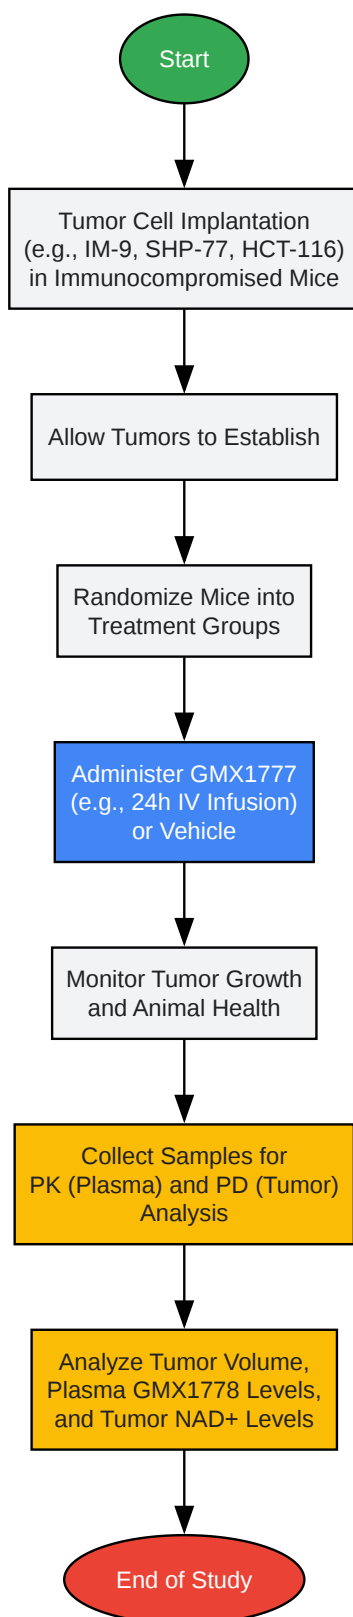 Start
Tumor Cell Implantation
(e.g., IM-9, SHP-77, HCT-116)
in Immunocompromised Mice
Allow Tumors to Establish
Randomize Mice into
Treatment Groups
Administer GMX1777
(e.g., 24h IV Infusion)
or Vehicle
Monitor Tumor Growth
and Animal Health
Collect Samples for
PK (Plasma) and PD (Tumor)
Analysis
Analyze Tumor Volume,
Plasma GMX1778 Levels,
and Tumor NAD+ Levels
End of Study